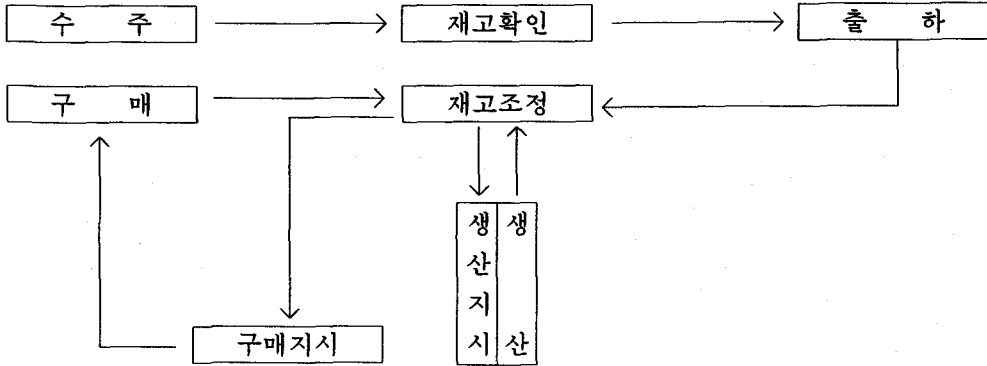 수 주
재고확인
출 하
구 매
재고조정
생산지시
생 산
구매지시